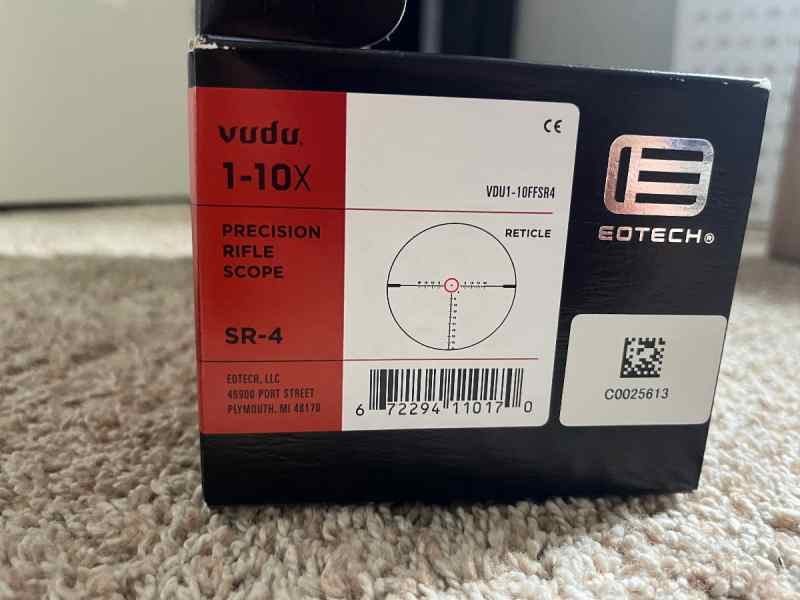 vudu®
1-10X
PRECISION
RIFLE
SCOPE
SR-4
EOTECH, LLC
46900 PORT STREET
PLYMOUTH, MI 48170
CE
VDU1-10FFSR4
RETICLE
6 72294 11017 0
EOTECH®
C0025613